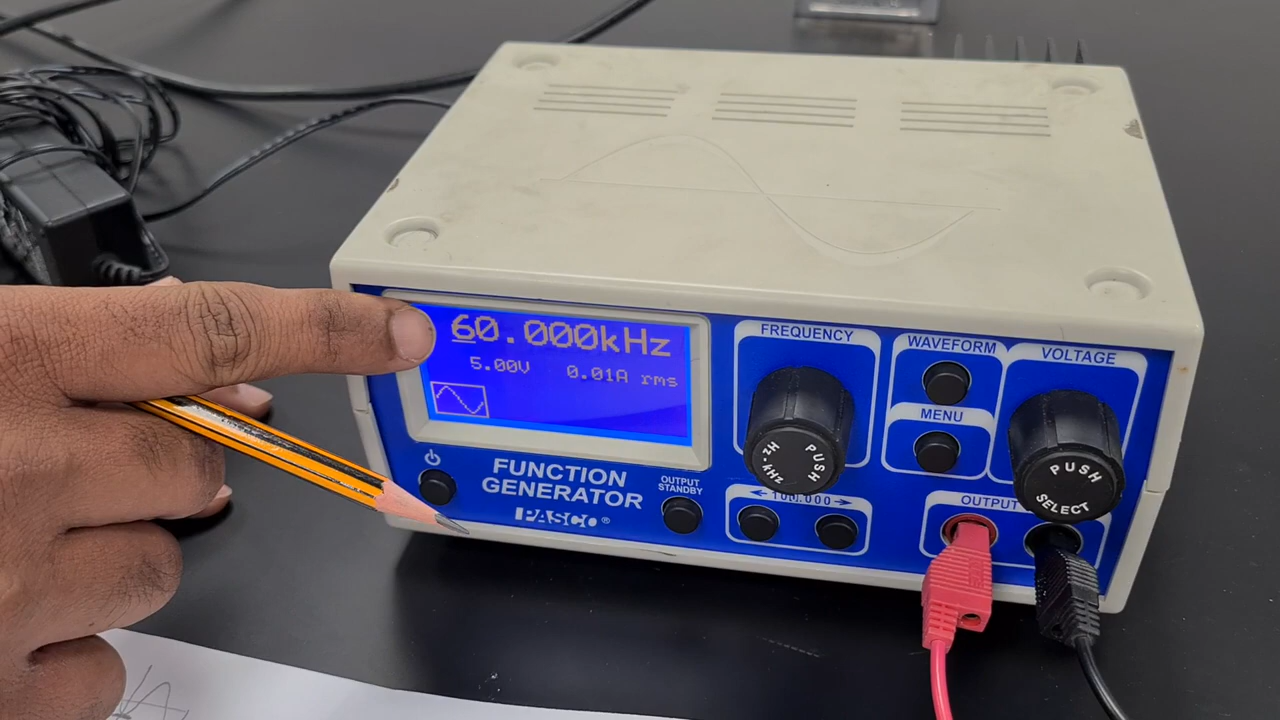 60.000kHz
5.00V 0.01A rms
FREQUENCY
Hz-kHz PUSH
WAVEFORM
MENU
VOLTAGE
PUSH
SELECT
FUNCTION
GENERATOR
PASCO®
OUTPUT
STANDBY
100.000
OUTPUT